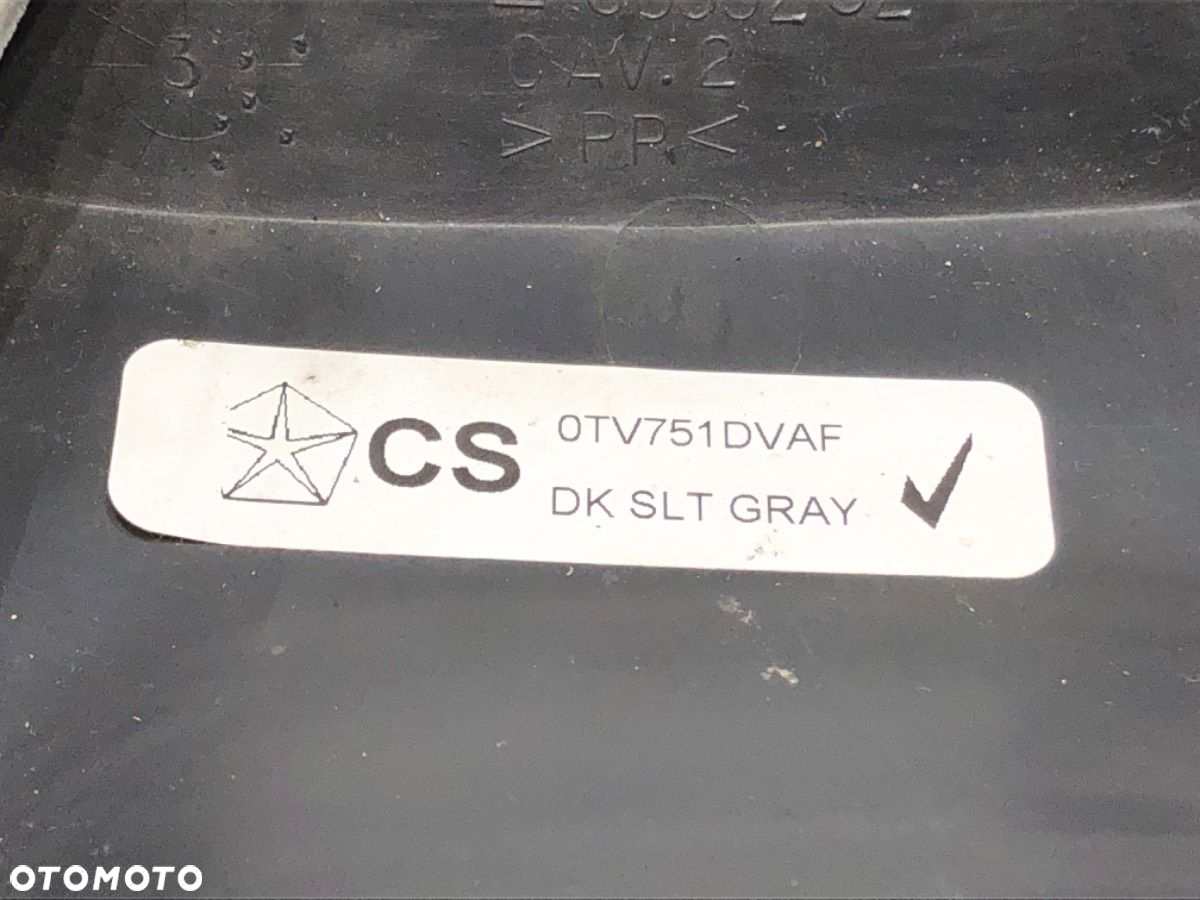 3
CAV.2
>PP<
CS
0TV751DVAF
DK SLT GRAY
OTOMOTO